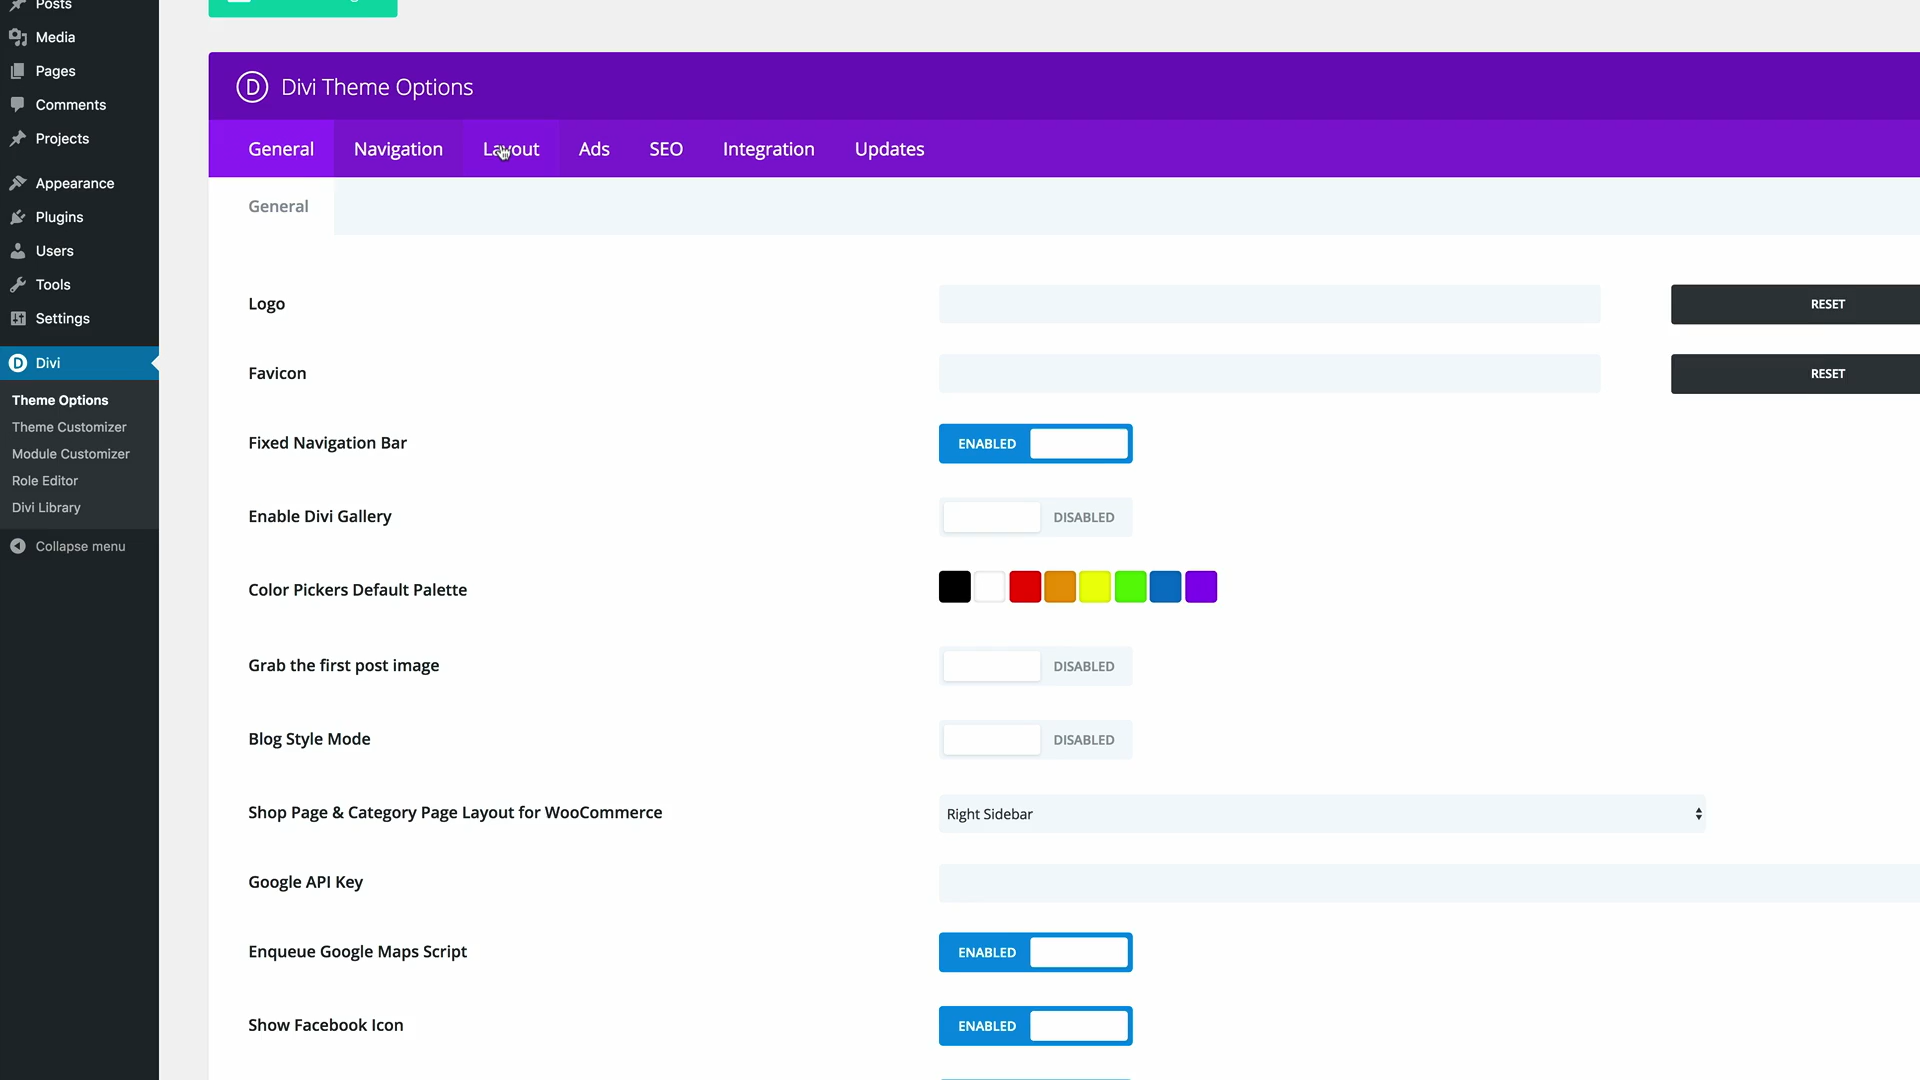 Posts
Media
Pages
Comments
Projects
Appearance
Plugins
Users
Tools
Settings
Divi
Theme Options
Theme Customizer
Module Customizer
Role Editor
Divi Library
Collapse menu
D Divi Theme Options
General Navigation Layout Ads SEO Integration Updates
General
Logo RESET
Favicon RESET
Fixed Navigation Bar ENABLED
Enable Divi Gallery DISABLED
Color Pickers Default Palette
Grab the first post image DISABLED
Blog Style Mode DISABLED
Shop Page & Category Page Layout for WooCommerce Right Sidebar
Google API Key
Enqueue Google Maps Script ENABLED
Show Facebook Icon ENABLED